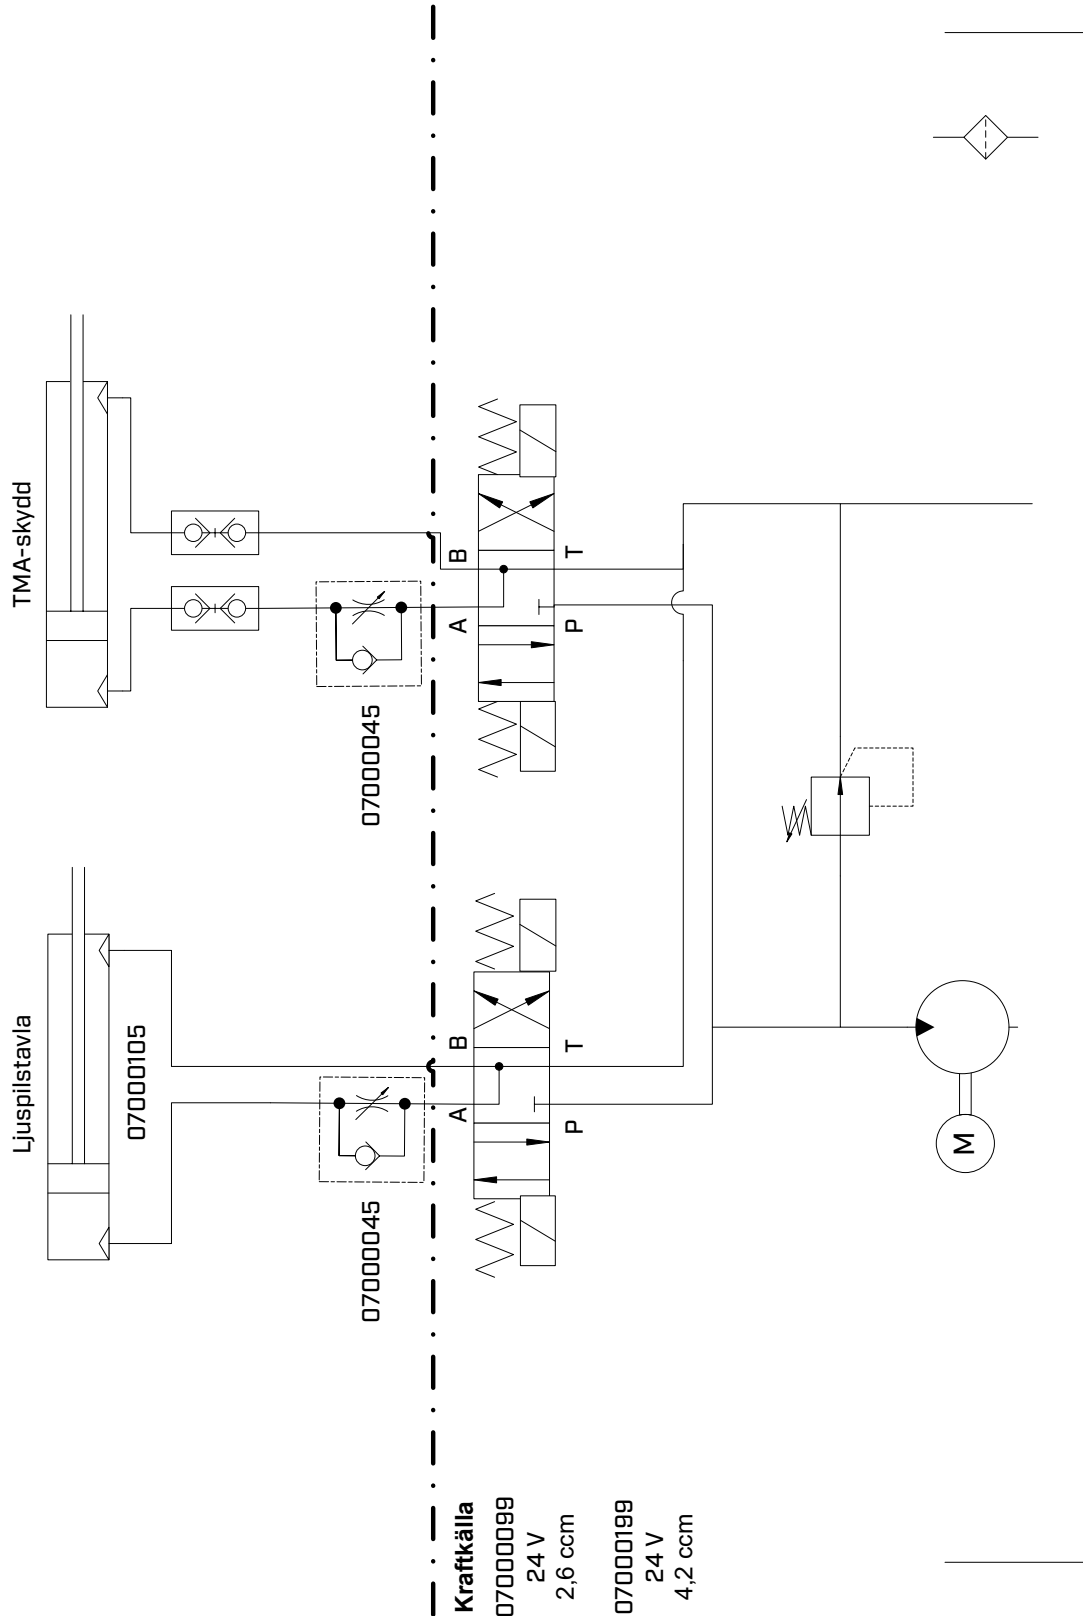 Ljuspilstavla
TMA-skydd
07000105
07000045
07000045
A
B
P
T
A
B
P
T
M
Kraftkälla
07000099
24 V
2,6 ccm
07000199
24 V
4,2 ccm